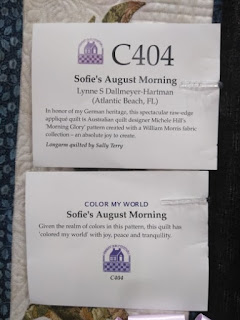 C404
Sofie's August Morning
Lynne S Dallmeyer-Hartman
(Atlantic Beach, FL)
In honor of my German heritage, this spectacular raw-edge
appliqué quilt is Australian quilt designer Michele Hill's
'Morning Glory' pattern created with a William Morris fabric
collection – an absolute joy to create.
Longarm quilted by Sally Terry
COLOR MY WORLD
Sofie's August Morning
Given the realm of colors in this pattern, this quilt has
'colored my world' with joy, peace and tranquility.
C404